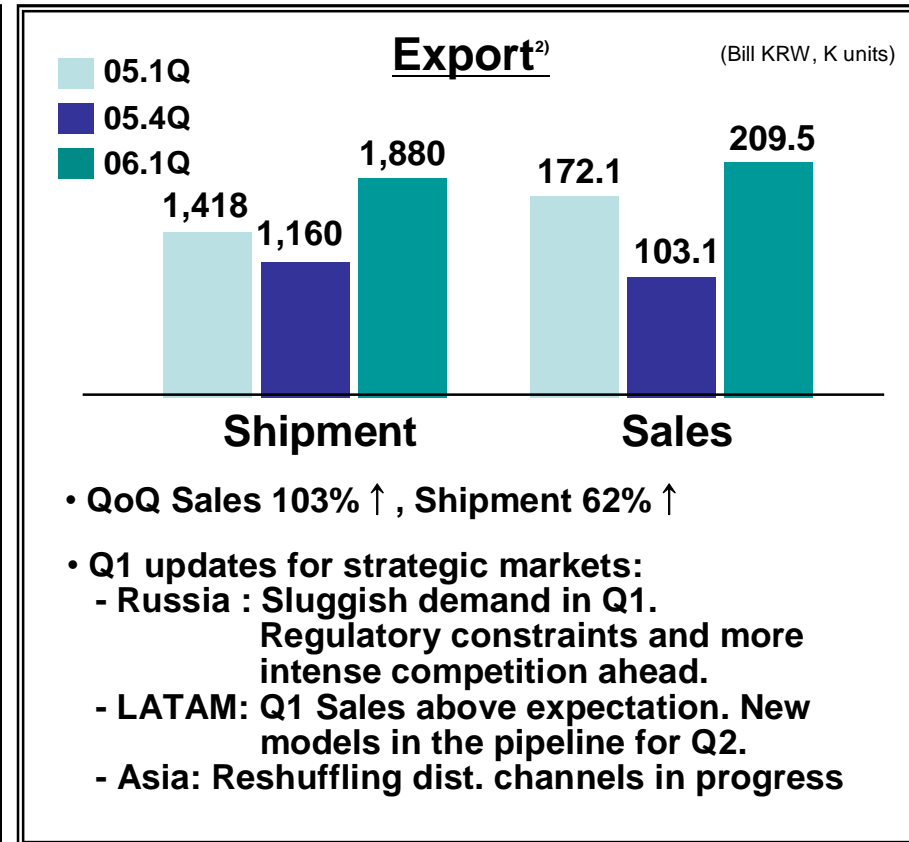 Export²⁾
(Bill KRW, K units)
05.1Q
05.4Q
06.1Q
1,418
1,160
1,880
172.1
103.1
209.5
Shipment
Sales
• QoQ Sales 103% ↑ , Shipment 62% ↑
• Q1 updates for strategic markets:
- Russia : Sluggish demand in Q1.
Regulatory constraints and more
intense competition ahead.
- LATAM: Q1 Sales above expectation. New
models in the pipeline for Q2.
- Asia: Reshuffling dist. channels in progress